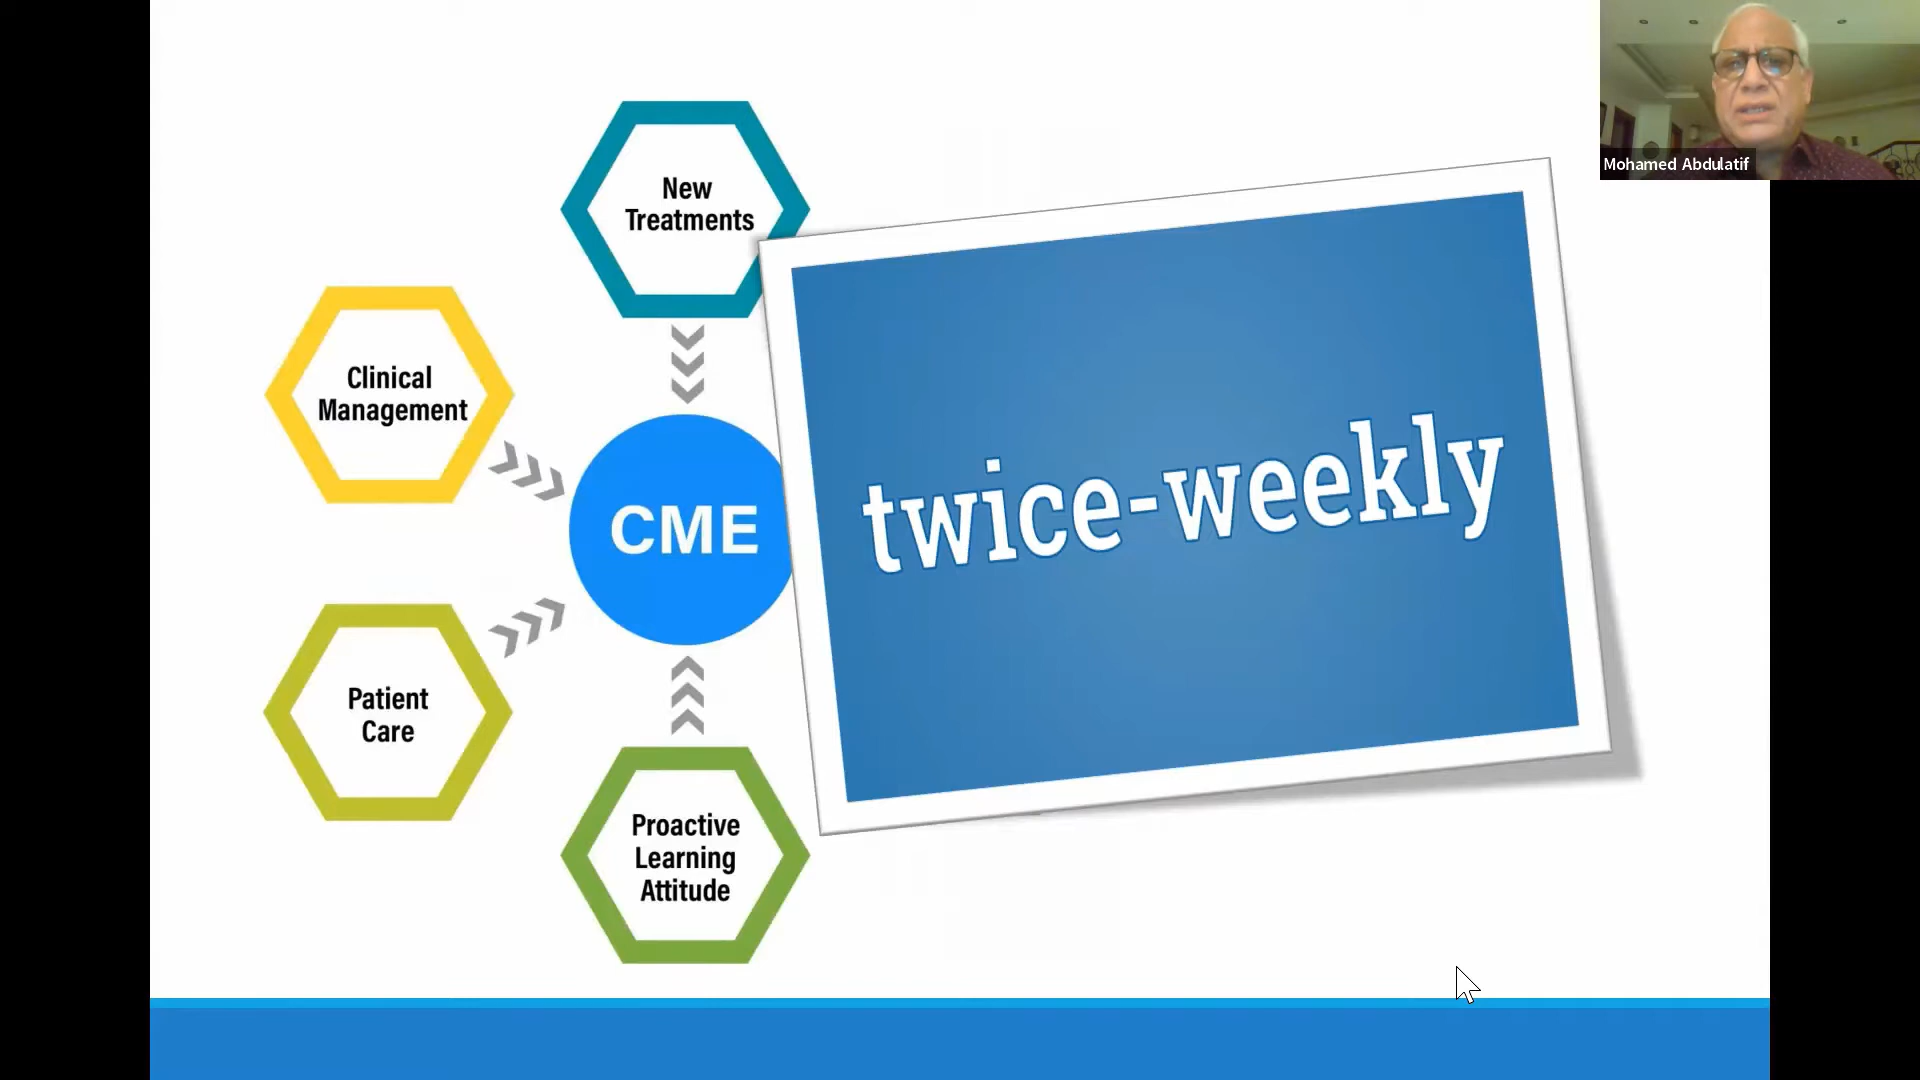 Mohamed Abdulatif
New
Treatments
Clinical
Management
CME
twice-weekly
Patient
Care
Proactive
Learning
Attitude